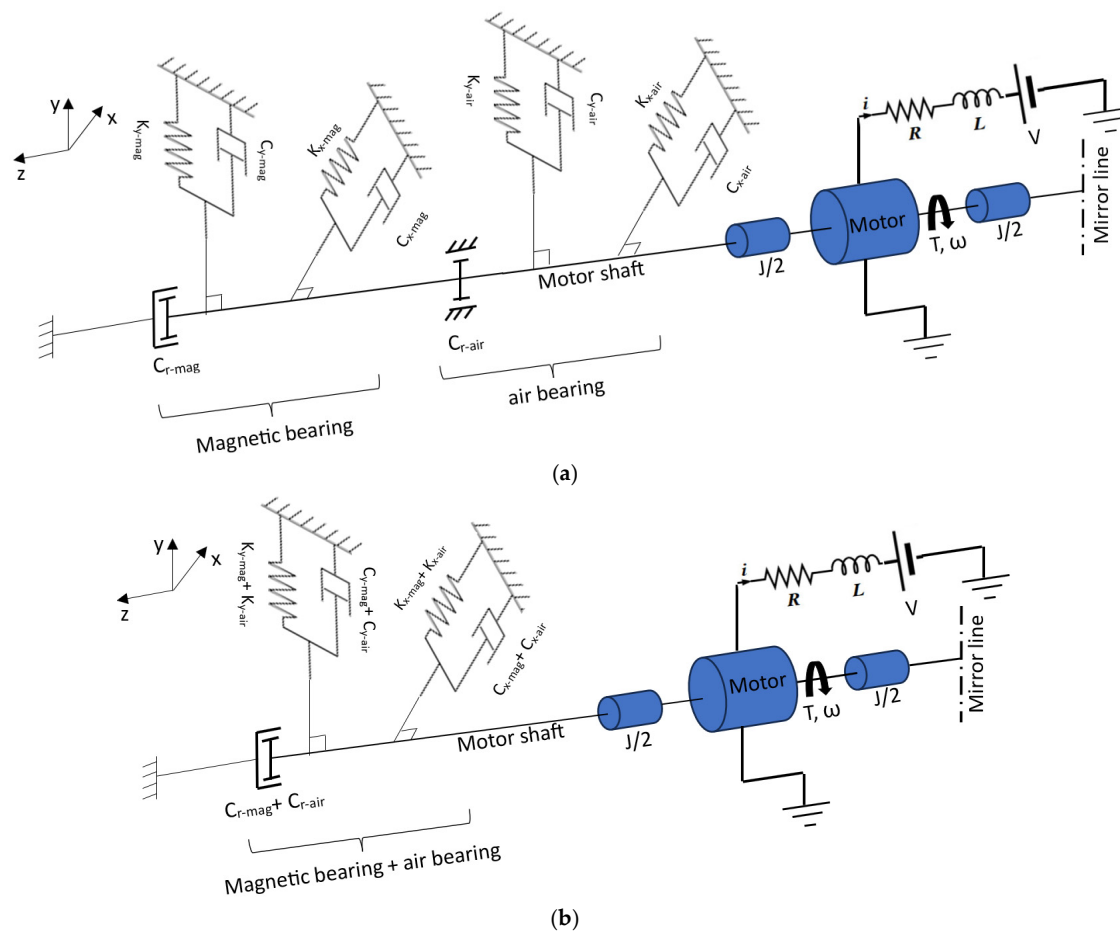 y
x
z
Ky-mag
Cy-mag
Kx-mag
Cx-mag
Ky-air
Cy-air
Kx-air
Cx-air
i
R
L
V
Mirror line
Motor
T, ω
J/2
J/2
Motor shaft
Cr-mag
Cr-air
Magnetic bearing
air bearing
(a)
y
x
z
Ky-mag+ Ky-air
Cy-mag+ Cy-air
Kx-mag+ Kx-air
Cx-mag+ Cx-air
i
R
L
V
Mirror line
Motor
T, ω
J/2
J/2
Motor shaft
Cr-mag+ Cr-air
Magnetic bearing + air bearing
(b)